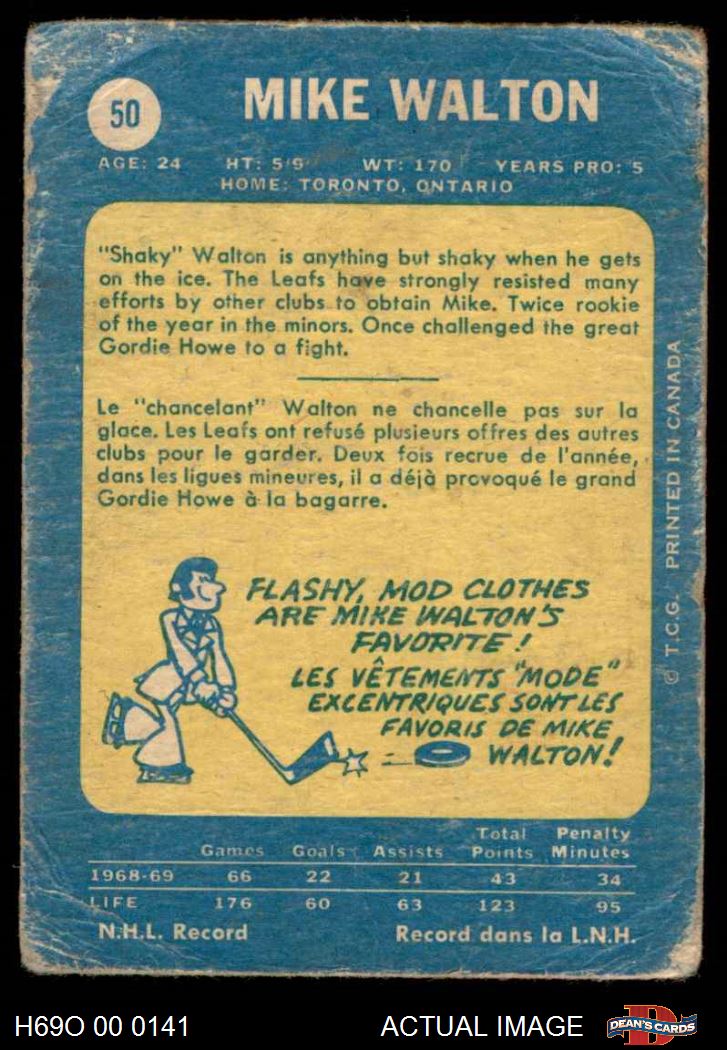 50
MIKE WALTON
AGE: 24 HT: 5'9" WT: 170 YEARS PRO: 5
HOME: TORONTO, ONTARIO
"Shaky" Walton is anything but shaky when he gets
on the ice. The Leafs have strongly resisted many
efforts by other clubs to obtain Mike. Twice rookie
of the year in the minors. Once challenged the great
Gordie Howe to a fight.
Le "chancelant" Walton ne chancelle pas sur la
glace. Les Leafs ont refusé plusieurs offres des autres
clubs pour le garder. Deux fois recrue de l'année,
dans les ligues mineures, il a déjà provoqué le grand
Gordie Howe à la bagarre.
FLASHY, MOD CLOTHES
ARE MIKE WALTON'S
FAVORITE!
LES VÊTEMENTS "MODE"
EXCENTRIQUES SONT LES
FAVORIS DE MIKE
WALTON!
© T.C.G. PRINTED IN CANADA
Total Penalty
Games Goals Assists Points Minutes
1968-69 66 22 21 43 34
LIFE 176 60 63 123 95
N.H.L. Record Record dans la L.N.H.
H69O 00 0141 ACTUAL IMAGE
D
DEAN'S CARDS